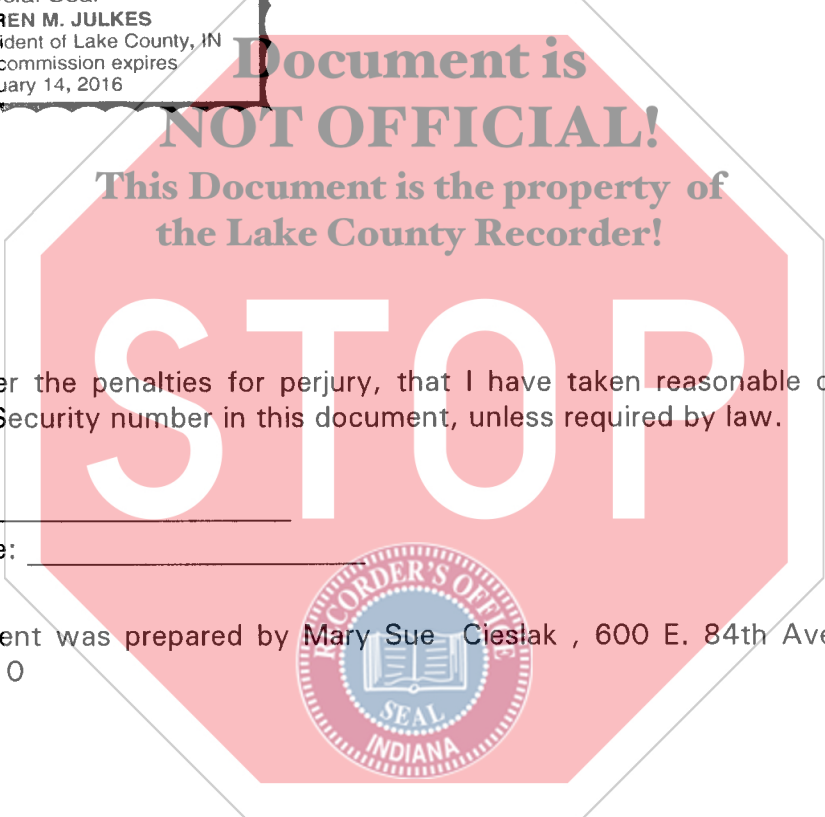 REN M. JULKES
ident of Lake County, IN
commission expires
uary 14, 2016
Document is
NOT OFFICIAL!
This Document is the property of
the Lake County Recorder!
STOP
er the penalties for perjury, that I have taken reasonable c
Security number in this document, unless required by law.
e:
RECORDER'S OFFICE
ent was prepared by Mary Sue Cieslak , 600 E. 84th Ave
0
SEAL
INDIANA